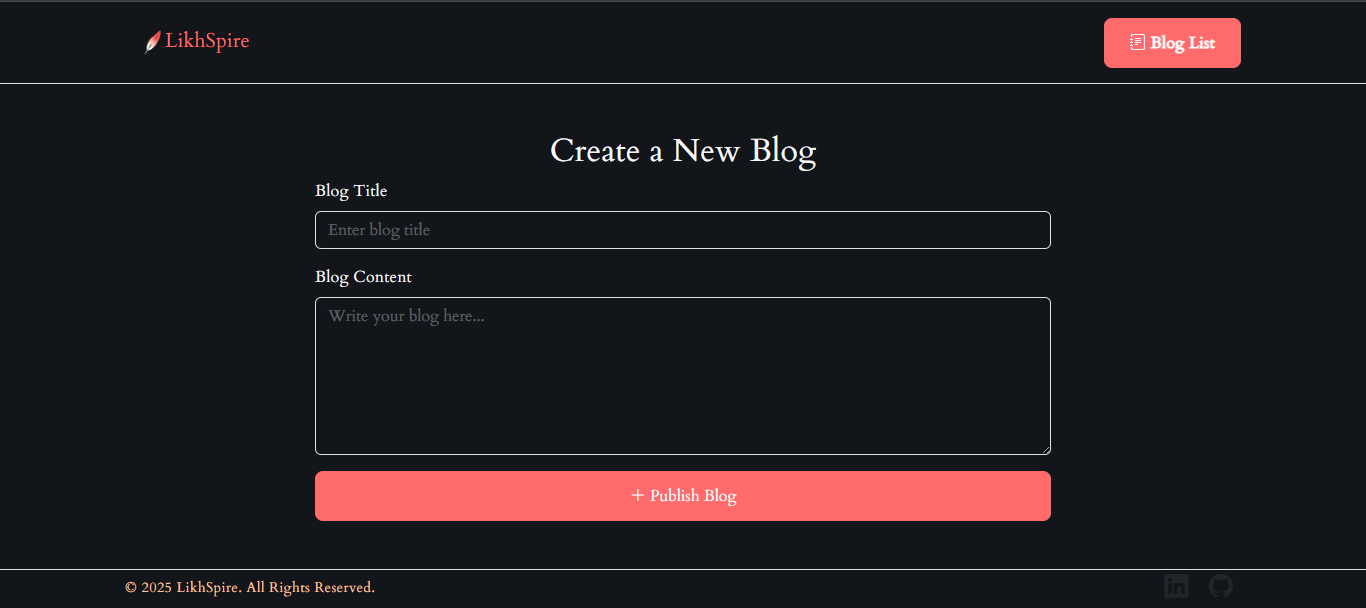 LikhSpire
Blog List
Create a New Blog
Blog Title
Enter blog title
Blog Content
Write your blog here...
+ Publish Blog
© 2025 LikhSpire. All Rights Reserved.
in